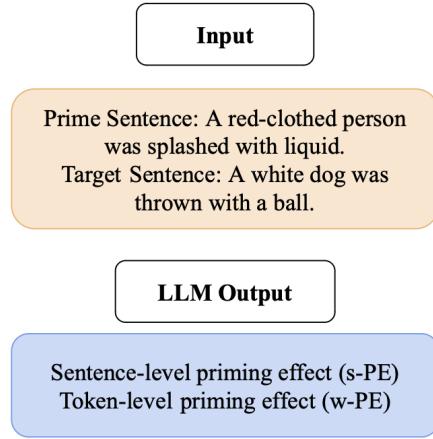 Input
Prime Sentence: A red-clothed person
was splashed with liquid.
Target Sentence: A white dog was
thrown with a ball.
LLM Output
Sentence-level priming effect (s-PE)
Token-level priming effect (w-PE)